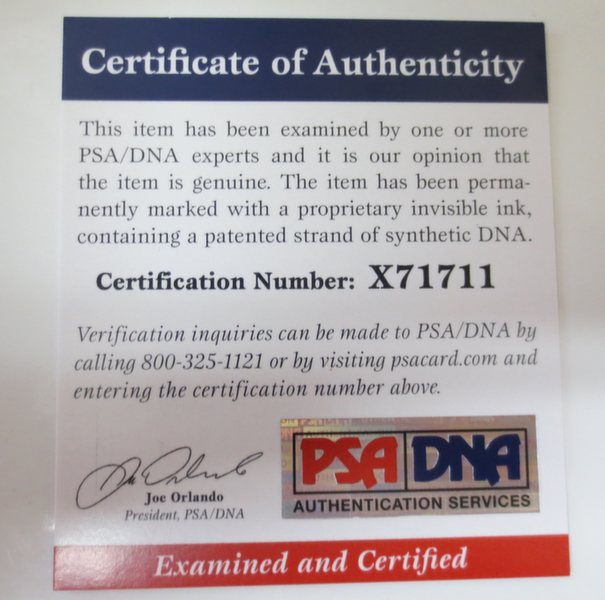 Certificate of Authenticity
This item has been examined by one or more
PSA/DNA experts and it is our opinion that
the item is genuine. The item has been perma-
nently marked with a proprietary invisible ink,
containing a patented strand of synthetic DNA.
Certification Number: X71711
Verification inquiries can be made to PSA/DNA by
calling 800-325-1121 or by visiting psacard.com and
entering the certification number above.
Joe Orlando
President, PSA/DNA
PSA DNA
AUTHENTICATION SERVICES
Examined and Certified